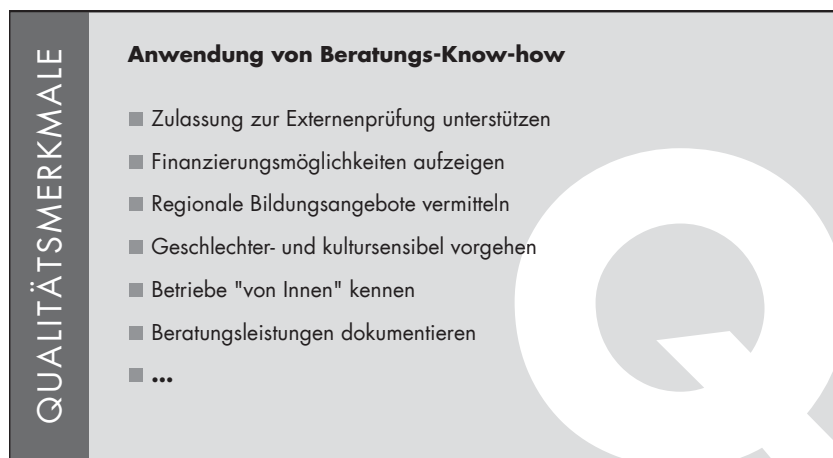 QUALITÄTSMERKMALE
Anwendung von Beratungs-Know-how
Zulassung zur Externenprüfung unterstützen
Finanzierungsmöglichkeiten aufzeigen
Regionale Bildungsangebote vermitteln
Geschlechter- und kultursensibel vorgehen
Betriebe "von Innen" kennen
Beratungsleistungen dokumentieren
...
Q